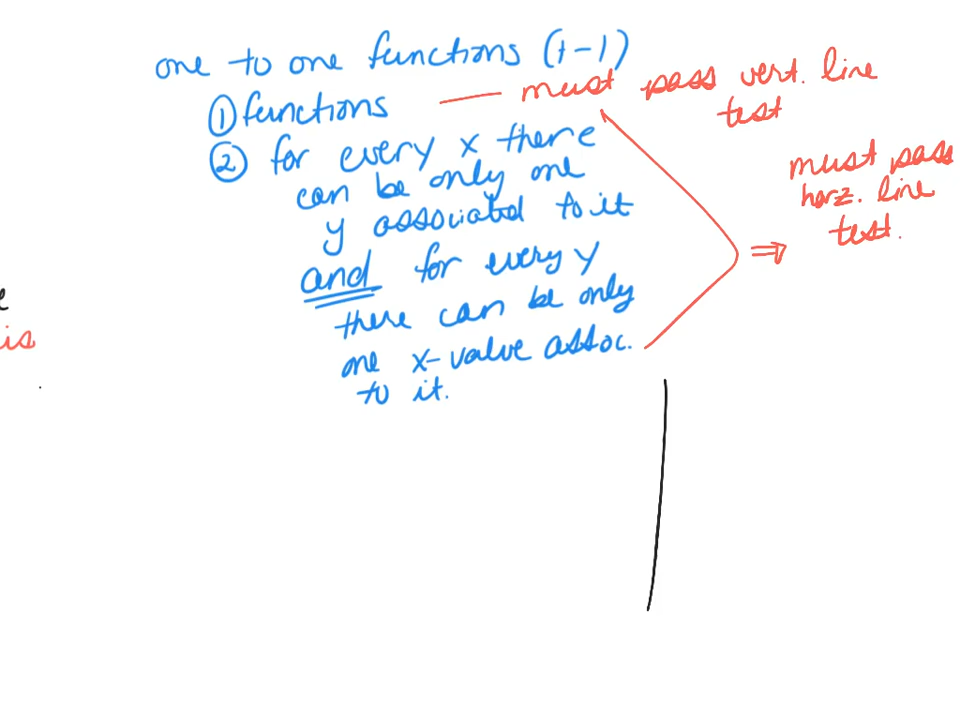 one to one functions (1-1)
① functions — must pass vert. line
test
② for every x there
can be only one
y associated to it
and for every y
there can be only
one x-value assoc.
to it.
⇒ must pass
horz. line
test.
is